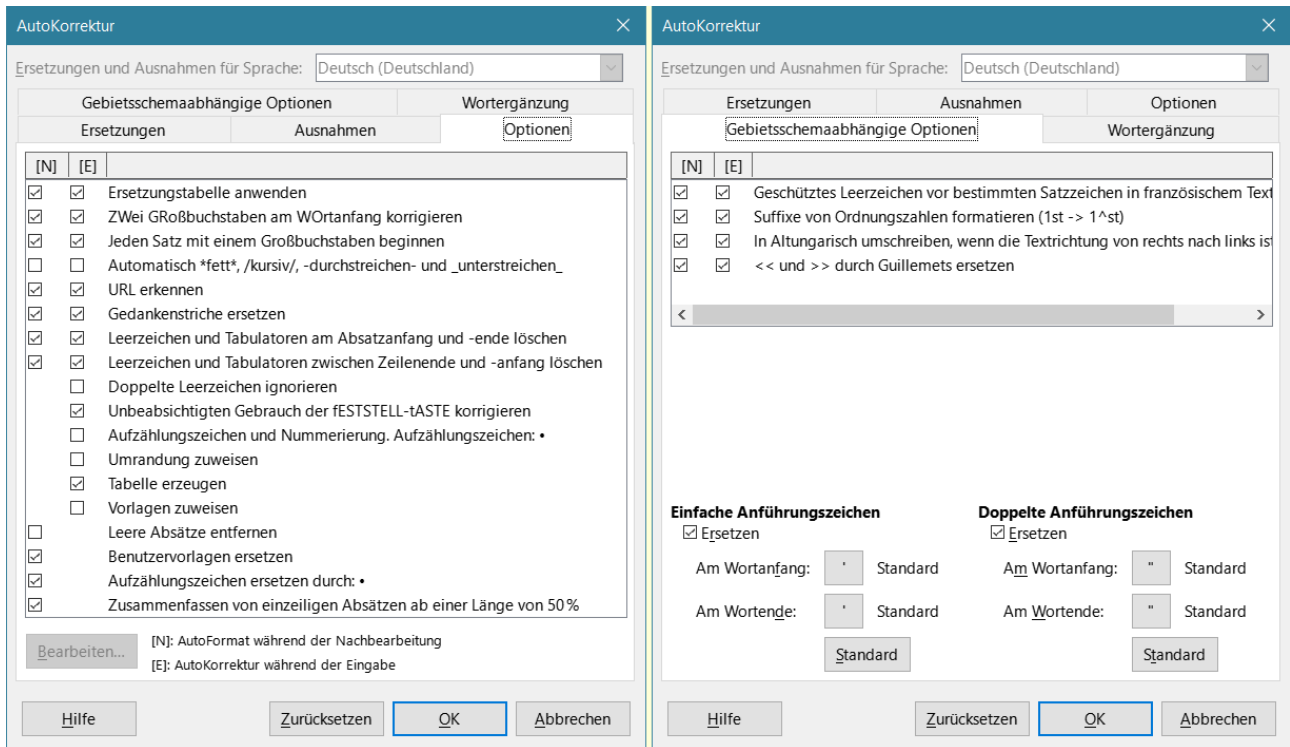 AutoKorrektur
Ersetzungen und Ausnahmen für Sprache: Deutsch (Deutschland)
Gebietsschemaabhängige Optionen Wortergänzung
Ersetzungen Ausnahmen Optionen
[N] [E]
Ersetzungstabelle anwenden
ZWei GRoßbuchstaben am WOrtanfang korrigieren
Jeden Satz mit einem Großbuchstaben beginnen
Automatisch *fett*, /kursiv/, -durchstreichen- und _unterstreichen_
URL erkennen
Gedankenstriche ersetzen
Leerzeichen und Tabulatoren am Absatzanfang und -ende löschen
Leerzeichen und Tabulatoren zwischen Zeilenende und -anfang löschen
Doppelte Leerzeichen ignorieren
Unbeabsichtigten Gebrauch der fESTSTELL-tASTE korrigieren
Aufzählungszeichen und Nummerierung. Aufzählungszeichen: •
Umrandung zuweisen
Tabelle erzeugen
Vorlagen zuweisen
Leere Absätze entfernen
Benutzervorlagen ersetzen
Aufzählungszeichen ersetzen durch: •
Zusammenfassen von einzeiligen Absätzen ab einer Länge von 50 %
Bearbeiten...
[N]: AutoFormat während der Nachbearbeitung
[E]: AutoKorrektur während der Eingabe
Hilfe Zurücksetzen OK Abbrechen
AutoKorrektur
Ersetzungen und Ausnahmen für Sprache: Deutsch (Deutschland)
Ersetzungen Ausnahmen Optionen
Gebietsschemaabhängige Optionen Wortergänzung
[N] [E]
Geschütztes Leerzeichen vor bestimmten Satzzeichen in französischem Text
Suffixe von Ordnungszahlen formatieren (1st -> 1^st)
In Altungarisch umschreiben, wenn die Textrichtung von rechts nach links ist
<< und >> durch Guillemets ersetzen
Einfache Anführungszeichen Doppelte Anführungszeichen
Ersetzen Ersetzen
Am Wortanfang: ' Standard Am Wortanfang: " Standard
Am Wortende: ' Standard Am Wortende: " Standard
Standard Standard
Hilfe Zurücksetzen OK Abbrechen